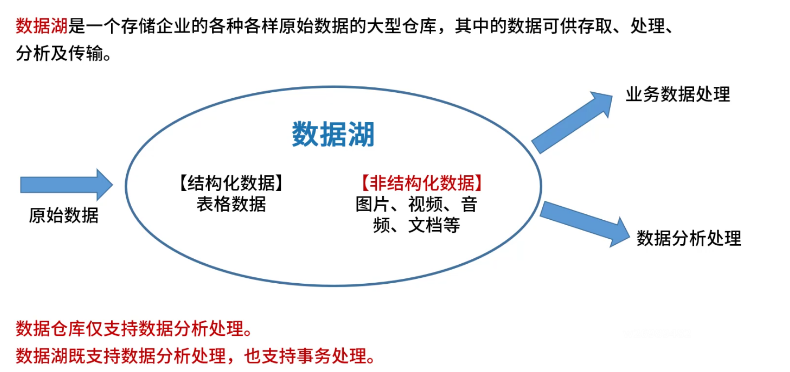 数据湖是一个存储企业的各种各样原始数据的大型仓库，其中的数据可供存取、处理、
分析及传输。
业务数据处理
数据湖
【结构化数据】
表格数据
【非结构化数据】
图片、视频、音
频、文档等
原始数据
数据分析处理
数据仓库仅支持数据分析处理。
数据湖既支持数据分析处理，也支持事务处理。